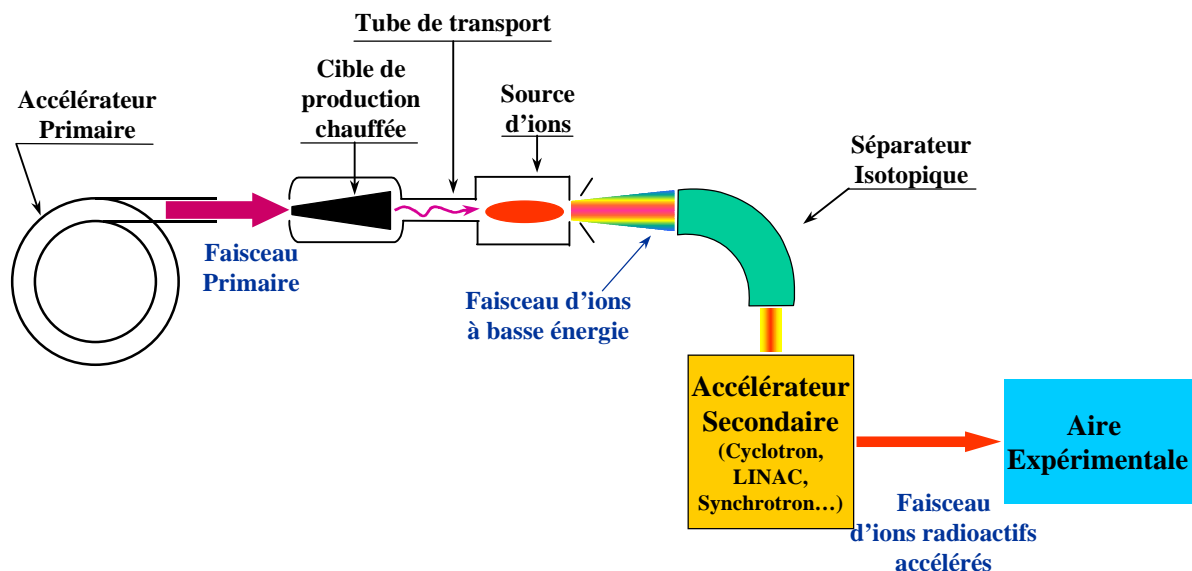 Tube de transport
Cible de
production
chauffée
Source
d’ions
Accélérateur
Primaire
Séparateur
Isotopique
Faisceau
Primaire
Faisceau d’ions
à basse énergie
Accélérateur
Secondaire
(Cyclotron,
LINAC,
Synchrotron…)
Aire
Expérimentale
Faisceau
d’ions radioactifs
accélérés